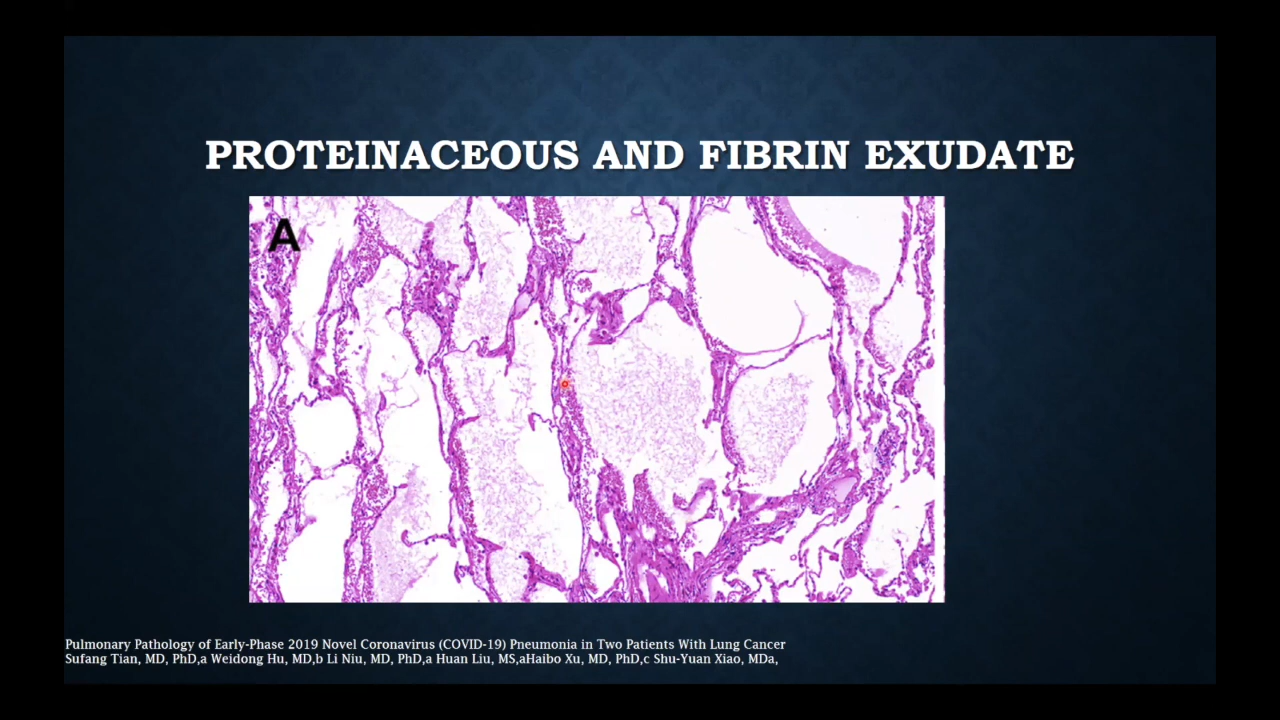 PROTEINACEOUS AND FIBRIN EXUDATE
A
Pulmonary Pathology of Early-Phase 2019 Novel Coronavirus (COVID-19) Pneumonia in Two Patients With Lung Cancer
Sufang Tian, MD, PhD,a Weidong Hu, MD,b Li Niu, MD, PhD,a Huan Liu, MS,aHaibo Xu, MD, PhD,c Shu-Yuan Xiao, MDa,